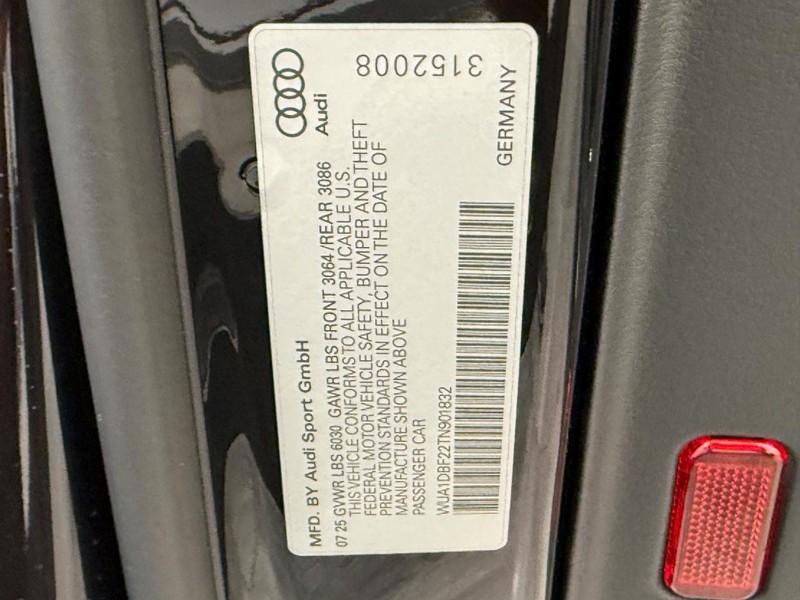 Audi
3152008
GERMANY
MFD. BY Audi Sport GmbH
07 25 GVWR LBS 6030 GAWR LBS FRONT 3064 /REAR 3086
THIS VEHICLE CONFORMS TO ALL APPLICABLE U.S.
FEDERAL MOTOR VEHICLE SAFETY, BUMPER AND THEFT
PREVENTION STANDARDS IN EFFECT ON THE DATE OF
MANUFACTURE SHOWN ABOVE
PASSENGER CAR
WUA1DBF22TN901832